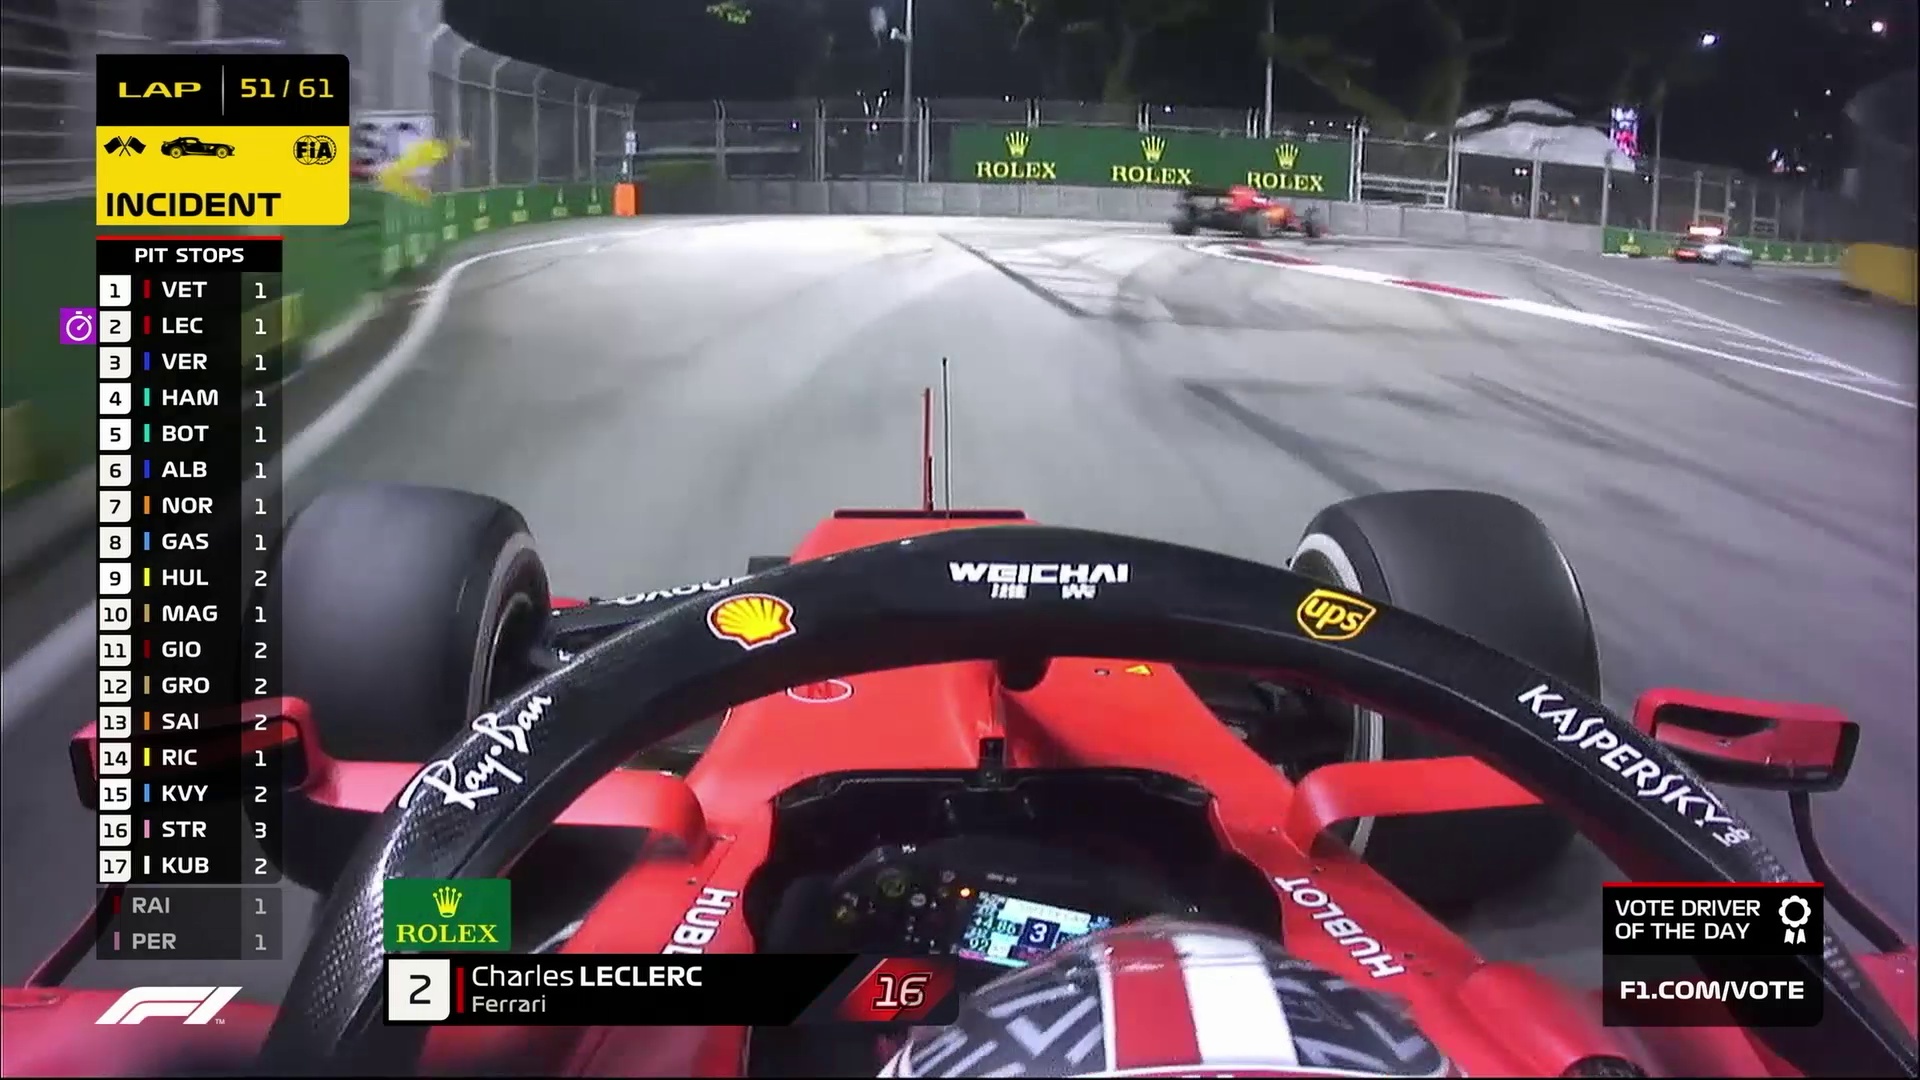 LAP 51 / 61
FIA
INCIDENT
PIT STOPS
1 VET 1
2 LEC 1
3 VER 1
4 HAM 1
5 BOT 1
6 ALB 1
7 NOR 1
8 GAS 1
9 HUL 2
10 MAG 1
11 GIO 2
12 GRO 2
13 SAI 2
14 RIC 1
15 KVY 2
16 STR 3
17 KUB 2
RAI 1
PER 1
ROLEX
ROLEX
ROLEX
WEICHAI
ups
Ray-Ban
KASPERSKY
HUBLOT
3
ROLEX
2 Charles LECLERC 16
Ferrari
VOTE DRIVER
OF THE DAY
F1.COM/VOTE